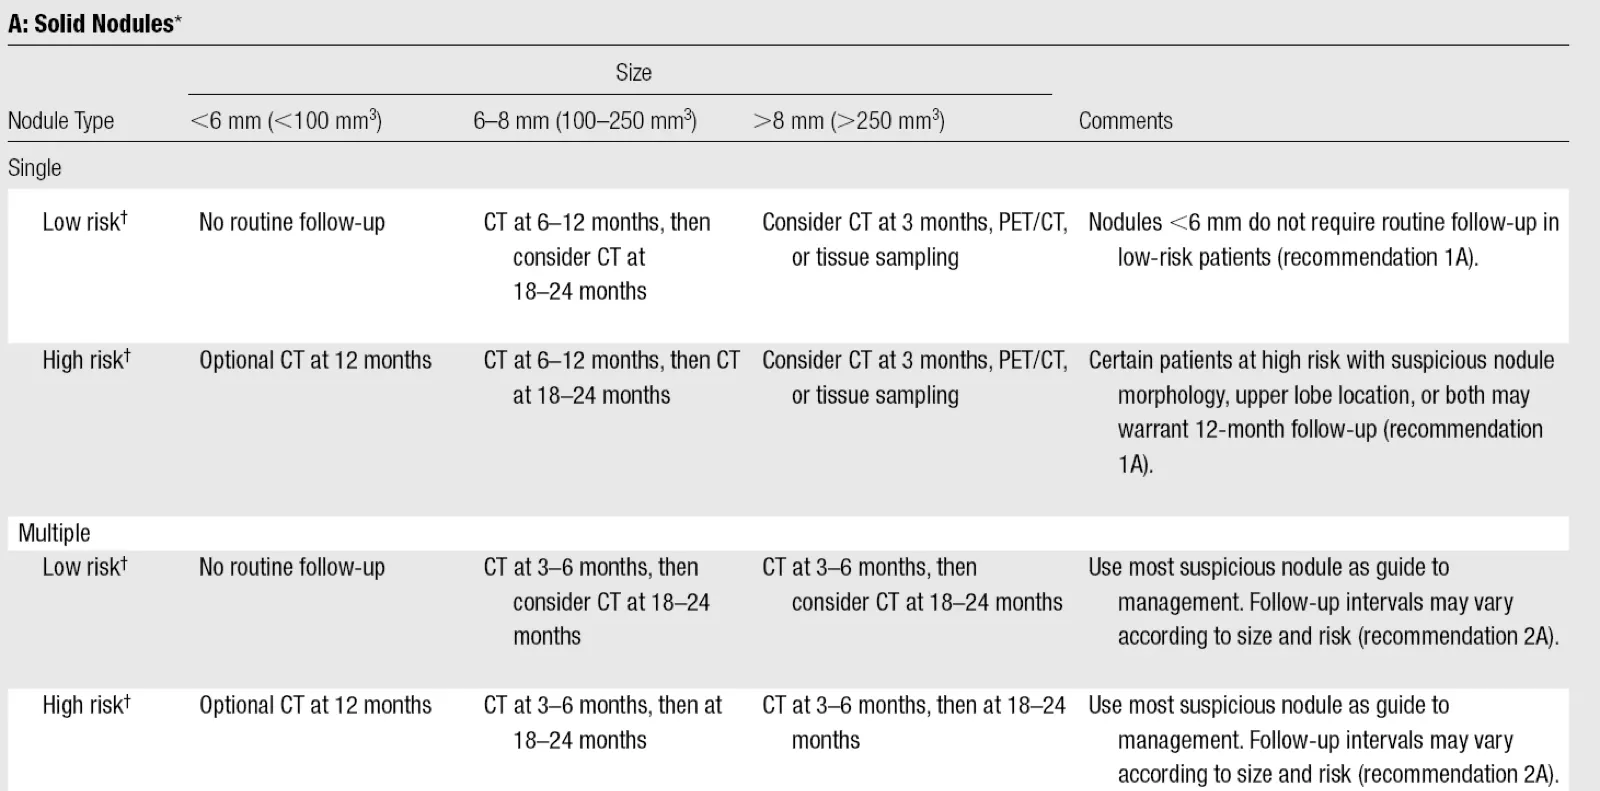 A: Solid Nodules*
Size
Nodule Type <6 mm (<100 mm³) 6–8 mm (100–250 mm³) >8 mm (>250 mm³) Comments
Single
Low risk† No routine follow-up CT at 6–12 months, then Consider CT at 3 months, PET/CT, Nodules <6 mm do not require routine follow-up in
consider CT at or tissue sampling low-risk patients (recommendation 1A).
18–24 months
High risk† Optional CT at 12 months CT at 6–12 months, then CT Consider CT at 3 months, PET/CT, Certain patients at high risk with suspicious nodule
at 18–24 months or tissue sampling morphology, upper lobe location, or both may
warrant 12-month follow-up (recommendation
1A).
Multiple
Low risk† No routine follow-up CT at 3–6 months, then CT at 3–6 months, then Use most suspicious nodule as guide to
consider CT at 18–24 consider CT at 18–24 months management. Follow-up intervals may vary
months according to size and risk (recommendation 2A).
High risk† Optional CT at 12 months CT at 3–6 months, then at CT at 3–6 months, then at 18–24 Use most suspicious nodule as guide to
18–24 months months management. Follow-up intervals may vary
according to size and risk (recommendation 2A).